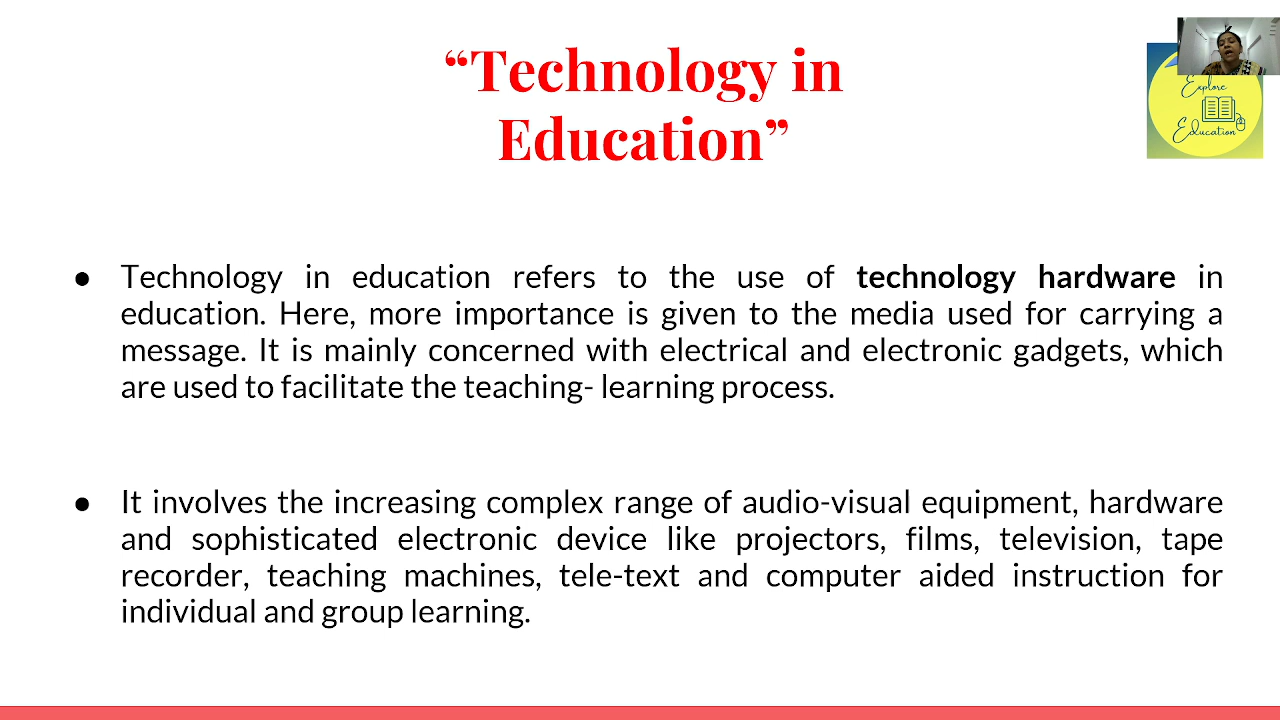 “Technology in
Education”
Explore
Education
● Technology in education refers to the use of technology hardware in
education. Here, more importance is given to the media used for carrying a
message. It is mainly concerned with electrical and electronic gadgets, which
are used to facilitate the teaching- learning process.
● It involves the increasing complex range of audio-visual equipment, hardware
and sophisticated electronic device like projectors, films, television, tape
recorder, teaching machines, tele-text and computer aided instruction for
individual and group learning.